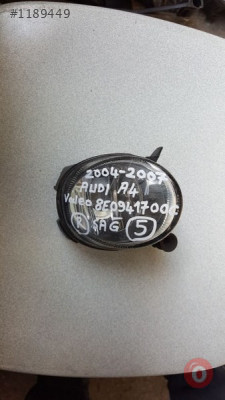 #1189449
2004-2007
AUDI A4
Valeo 8E0941700C
R SAĞ 5